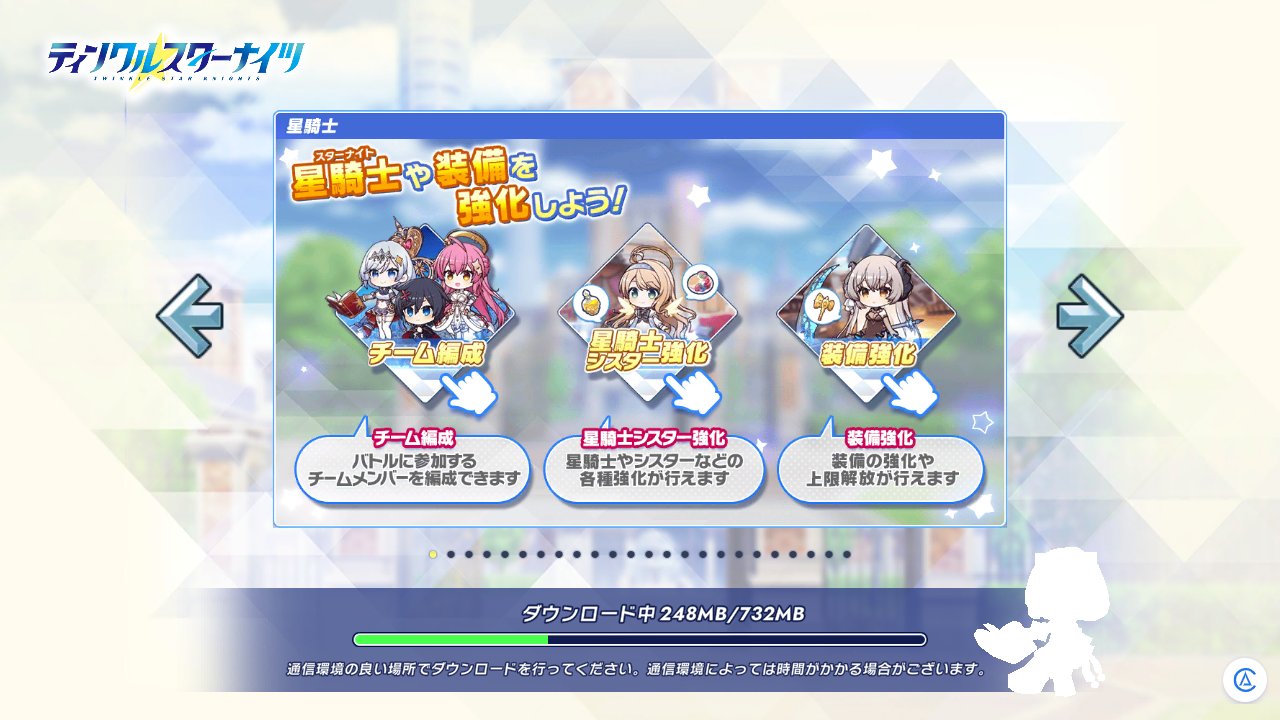 ティンクルスターナイツ
TWINKLE STAR KNIGHTS
星騎士
スターナイト
星騎士や装備を
強化しよう!
チーム編成
星騎士
シスター強化
装備強化
チーム編成
バトルに参加する
チームメンバーを編成できます
星騎士シスター強化
星騎士やシスターなどの
各種強化が行えます
装備強化
装備の強化や
上限解放が行えます
ダウンロード中 248MB/732MB
通信環境の良い場所でダウンロードを行ってください。通信環境によっては時間がかかる場合がございます。